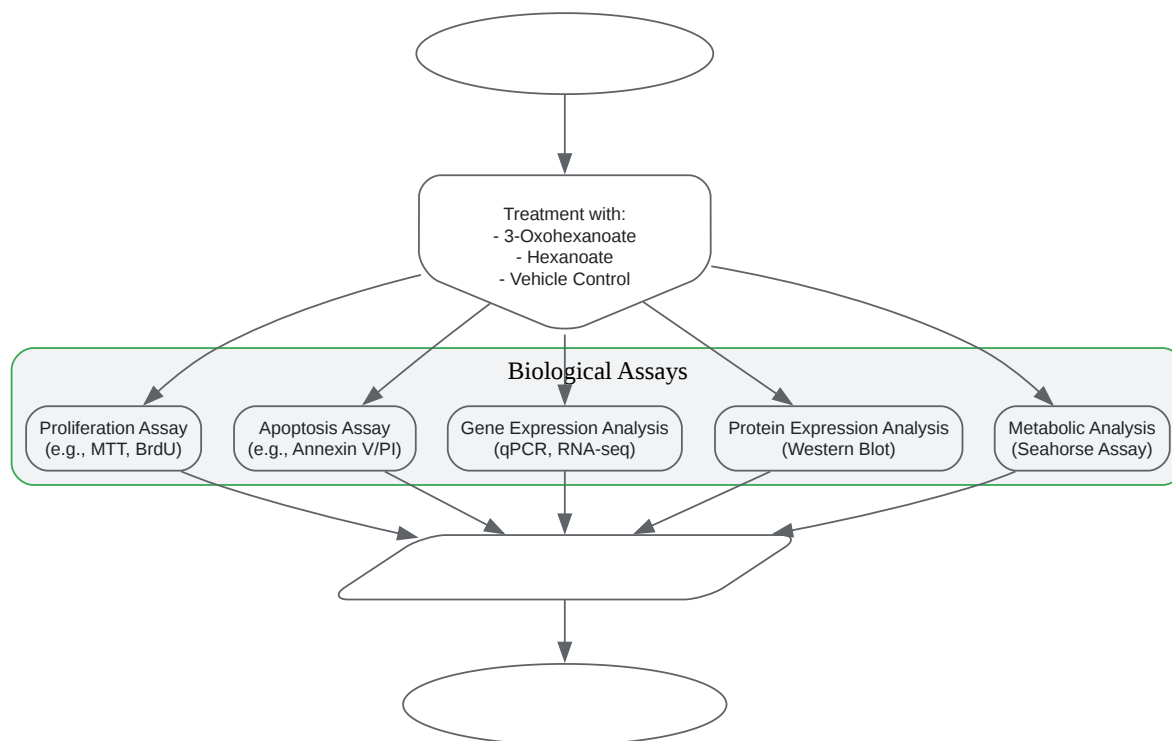 Treatment with:
- 3-Oxohexanoate
- Hexanoate
- Vehicle Control
Biological Assays
Proliferation Assay
(e.g., MTT, BrdU)
Apoptosis Assay
(e.g., Annexin V/PI)
Gene Expression Analysis
(qPCR, RNA-seq)
Protein Expression Analysis
(Western Blot)
Metabolic Analysis
(Seahorse Assay)